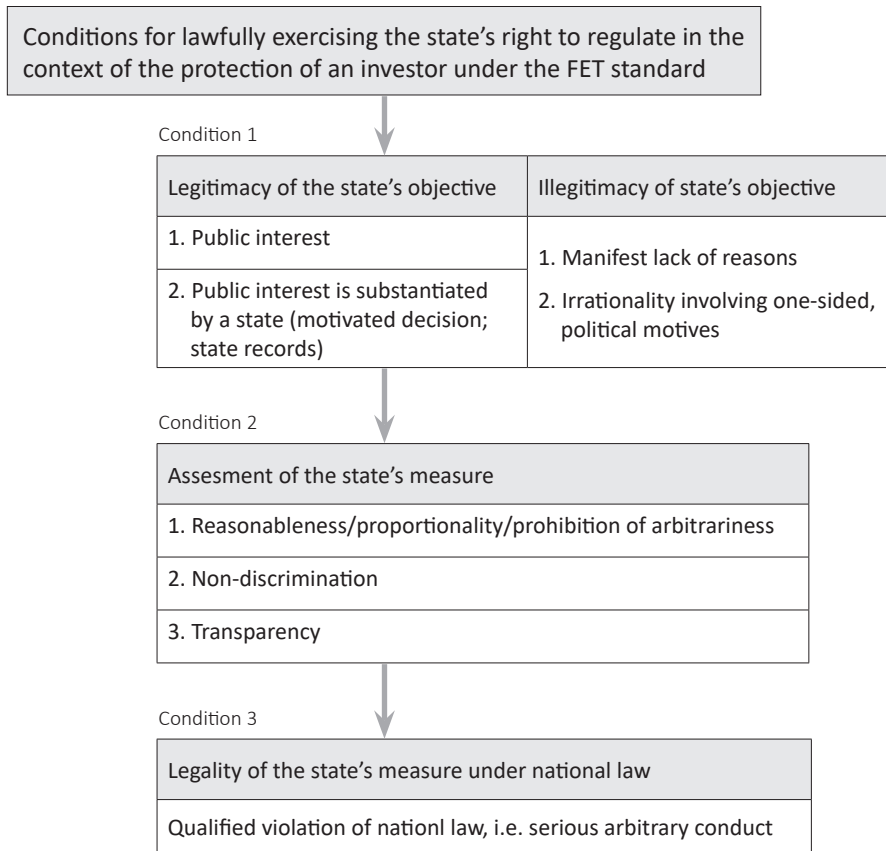 Conditions for lawfully exercising the state’s right to regulate in the
context of the protection of an investor under the FET standard
Condition 1
Legitimacy of the state’s objective
Illegitimacy of state’s objective
1. Public interest
2. Public interest is substantiated
by a state (motivated decision;
state records)
1. Manifest lack of reasons
2. Irrationality involving one-sided,
political motives
Condition 2
Assesment of the state’s measure
1. Reasonableness/proportionality/prohibition of arbitrariness
2. Non-discrimination
3. Transparency
Condition 3
Legality of the state’s measure under national law
Qualified violation of nationl law, i.e. serious arbitrary conduct